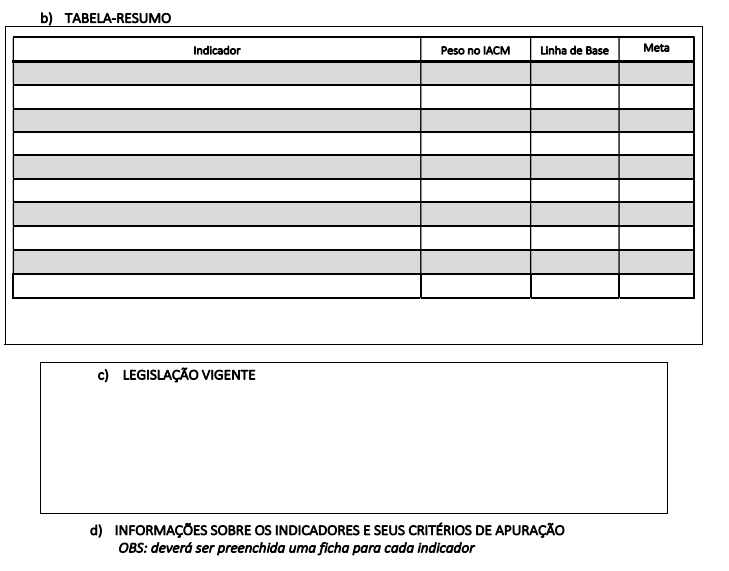 b) TABELA-RESUMO
Indicador Peso no IACM Linha de Base Meta
c) LEGISLAÇÃO VIGENTE
d) INFORMAÇÕES SOBRE OS INDICADORES E SEUS CRITÉRIOS DE APURAÇÃO
OBS: deverá ser preenchida uma ficha para cada indicador